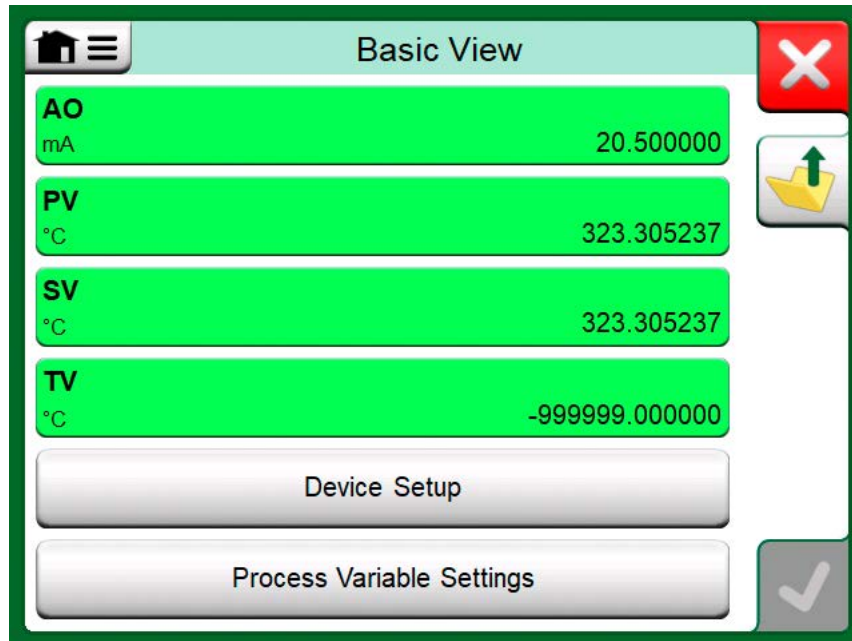 Basic View
AO
mA 20.500000
PV
°C 323.305237
SV
°C 323.305237
TV
°C -999999.000000
Device Setup
Process Variable Settings